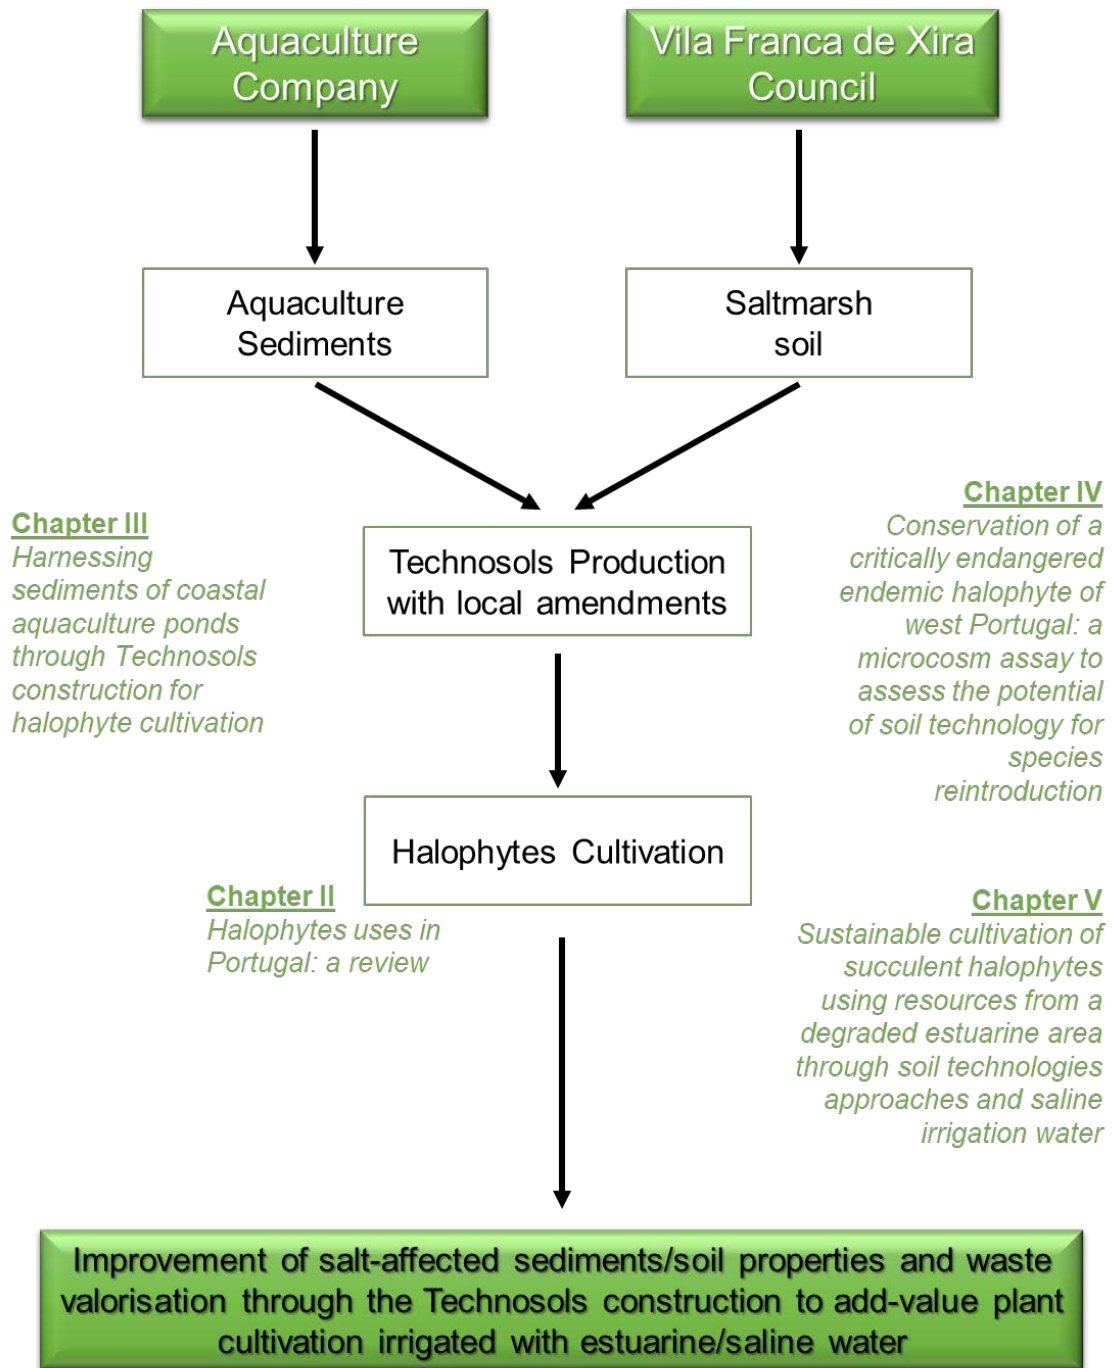 Aquaculture
Company
Vila Franca de Xira
Council
Aquaculture
Sediments
Saltmarsh
soil
Chapter III
Harnessing
sediments of coastal
aquaculture ponds
through Technosols
construction for
halophyte cultivation
Technosols Production
with local amendments
Chapter IV
Conservation of a
critically endangered
endemic halophyte of
west Portugal: a
microcosm assay to
assess the potential
of soil technology for
species
reintroduction
Halophytes Cultivation
Chapter II
Halophytes uses in
Portugal: a review
Chapter V
Sustainable cultivation of
succulent halophytes
using resources from a
degraded estuarine area
through soil technologies
approaches and saline
irrigation water
Improvement of salt-affected sediments/soil properties and waste
valorisation through the Technosols construction to add-value plant
cultivation irrigated with estuarine/saline water